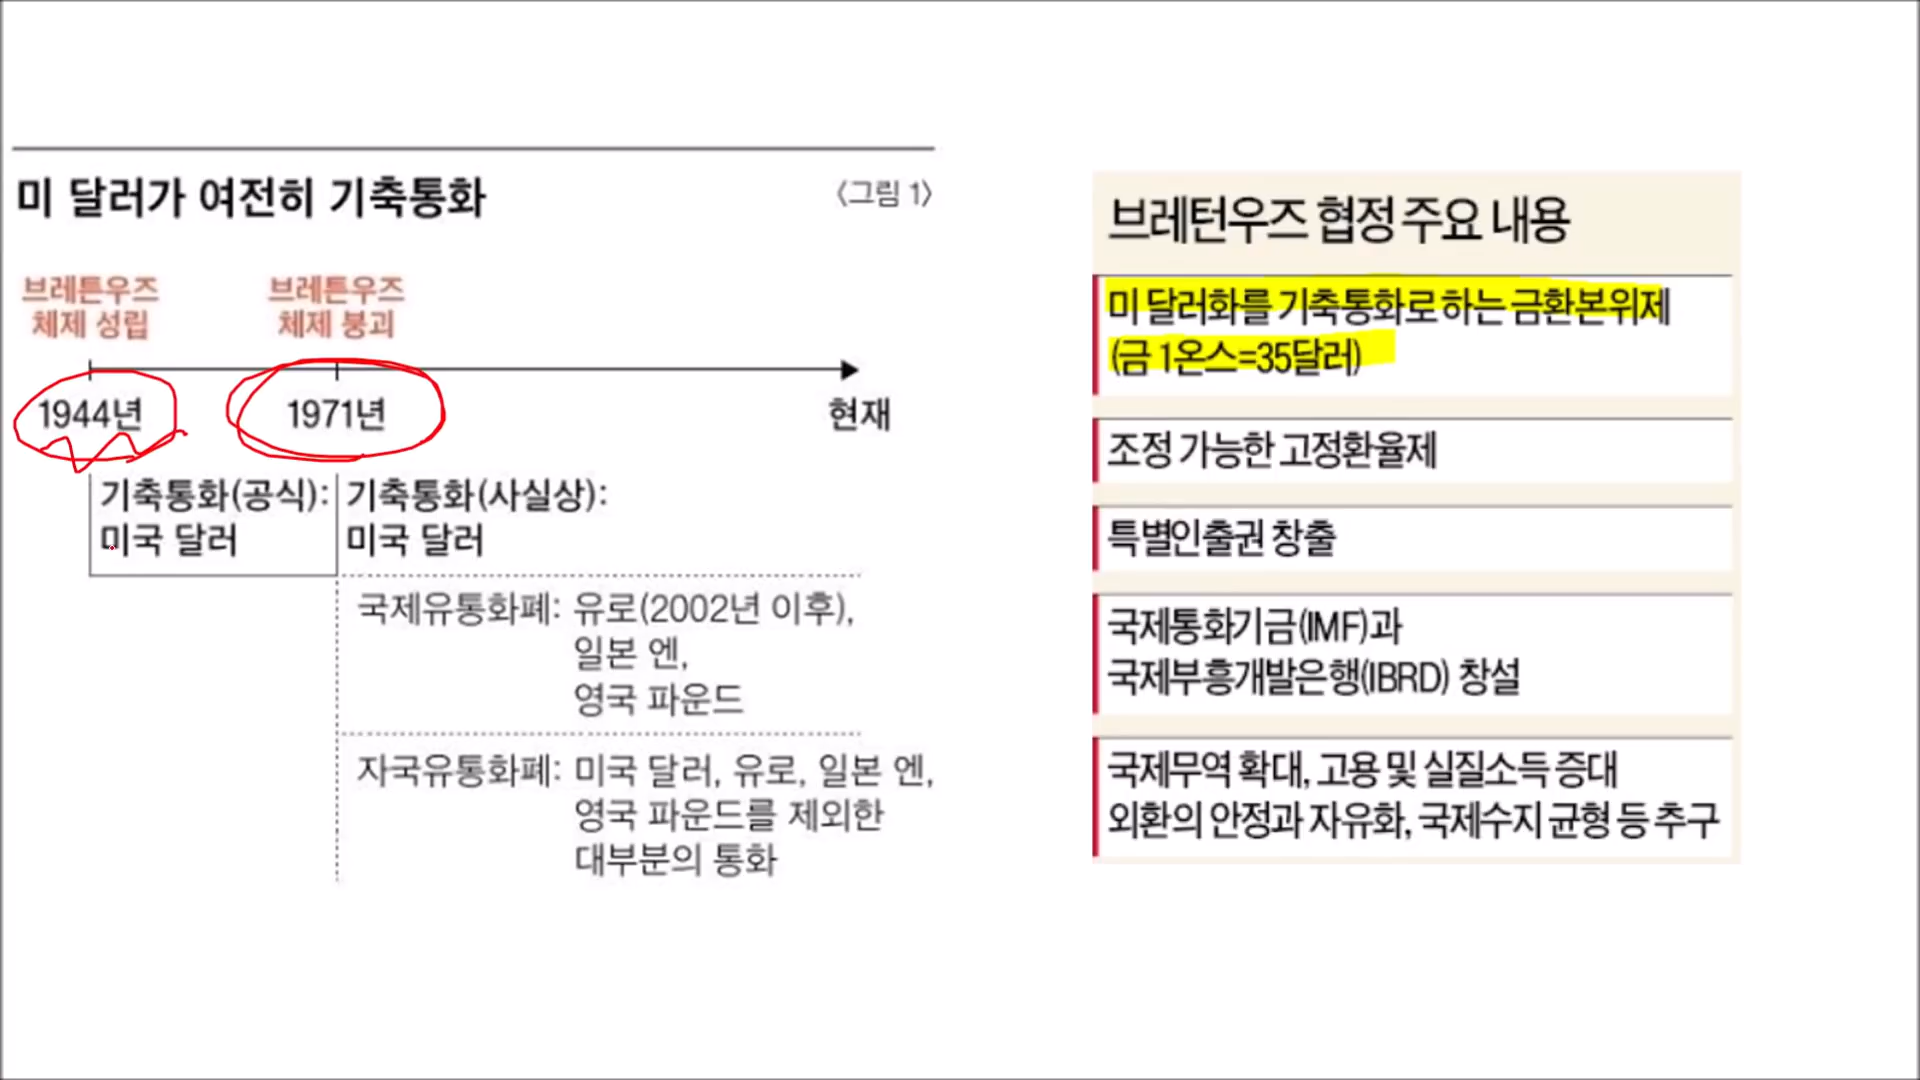 미 달러가 여전히 기축통화
〈그림 1〉
브레튼우즈
체제 성립
브레튼우즈
체제 붕괴
1944년
1971년
현재
기축통화(공식):
미국 달러
기축통화(사실상):
미국 달러
국제유통화폐: 유로(2002년 이후),
일본 엔,
영국 파운드
자국유통화폐: 미국 달러, 유로, 일본 엔,
영국 파운드를 제외한
대부분의 통화
브레턴우즈 협정 주요 내용
미 달러화를 기축통화로 하는 금환본위제
(금 1온스=35달러)
조정 가능한 고정환율제
특별인출권 창출
국제통화기금(IMF)과
국제부흥개발은행(IBRD) 창설
국제무역 확대, 고용 및 실질소득 증대
외환의 안정과 자유화, 국제수지 균형 등 추구